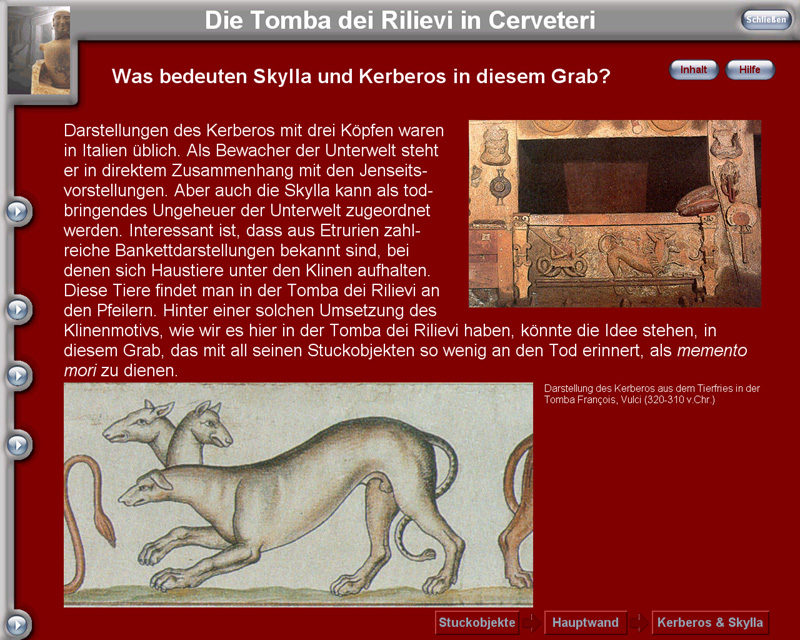 Die Tomba dei Rilievi in Cerveteri
Schließen
Was bedeuten Skylla und Kerberos in diesem Grab?
Inhalt
Hilfe
Darstellungen des Kerberos mit drei Köpfen waren
in Italien üblich. Als Bewacher der Unterwelt steht
er in direktem Zusammenhang mit den Jenseits-
vorstellungen. Aber auch die Skylla kann als tod-
bringendes Ungeheuer der Unterwelt zugeordnet
werden. Interessant ist, dass aus Etrurien zahl-
reiche Bankettdarstellungen bekannt sind, bei
denen sich Haustiere unter den Klinen aufhalten.
Diese Tiere findet man in der Tomba dei Rilievi an
den Pfeilern. Hinter einer solchen Umsetzung des
Klinenmotivs, wie wir es hier in der Tomba dei Rilievi haben, könnte die Idee stehen, in
diesem Grab, das mit all seinen Stuckobjekten so wenig an den Tod erinnert, als memento
mori zu dienen.
Darstellung des Kerberos aus dem Tierfries in der
Tomba François, Vulci (320-310 v.Chr.)
Stuckobjekte
Hauptwand
Kerberos & Skylla